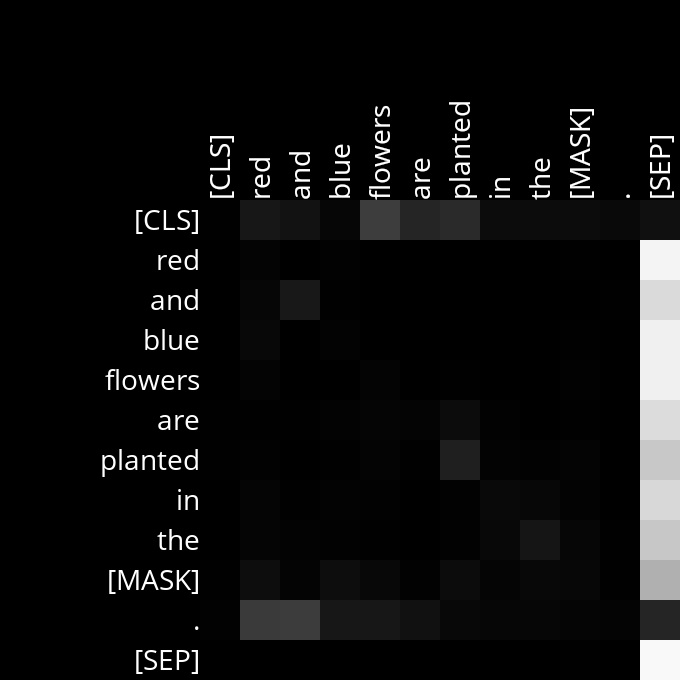 [CLS] red and blue flowers are planted in the [MASK] . [SEP]
[CLS]
red
and
blue
flowers
are
planted
in
the
[MASK]
.
[SEP]